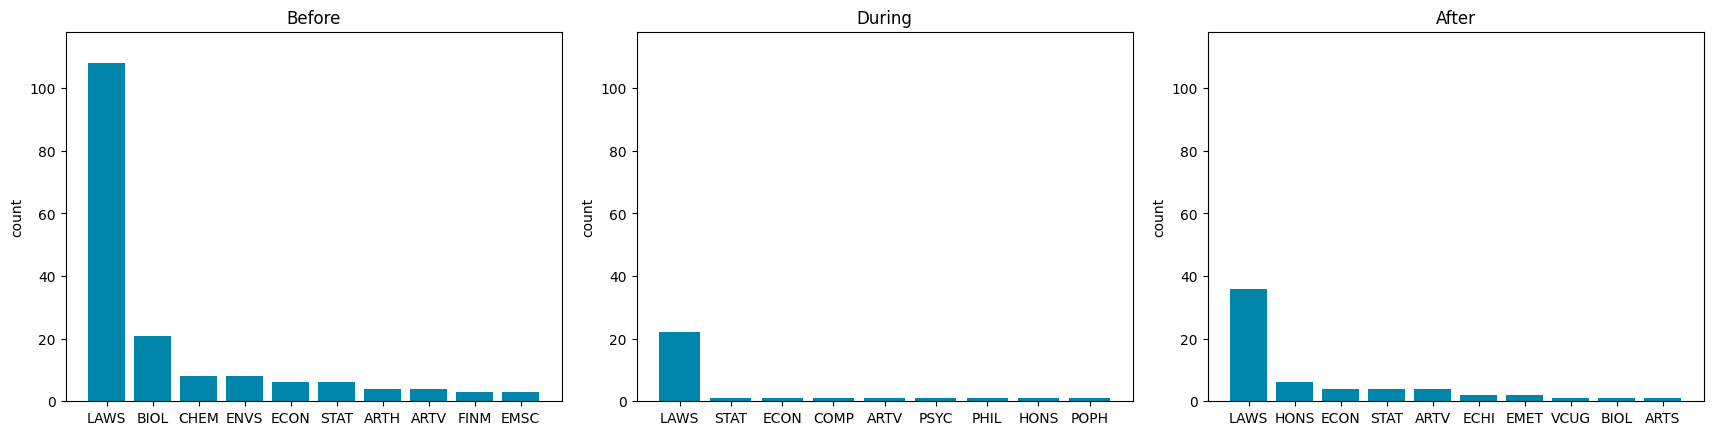 Before
count
100
80
60
40
20
0
LAWS BIOL CHEM ENVS ECON STAT ARTH ARTV FINM EMSC
During
count
100
80
60
40
20
0
LAWS STAT ECON COMP ARTV PSYC PHIL HONS POPH
After
count
100
80
60
40
20
0
LAWS HONS ECON STAT ARTV ECHI EMET VCUG BIOL ARTS